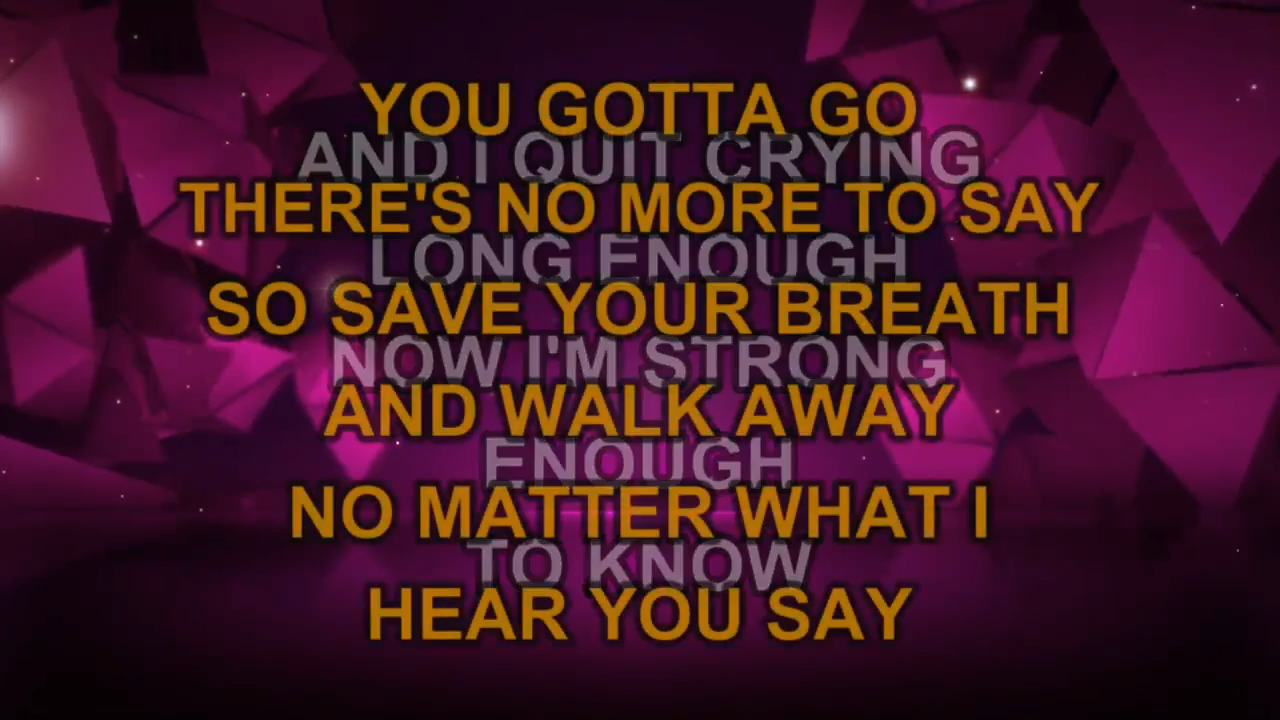 YOU GOTTA GO
AND I QUIT CRYING
THERE'S NO MORE TO SAY
LONG ENOUGH
SO SAVE YOUR BREATH
NOW I'M STRONG
AND WALK AWAY
ENOUGH
NO MATTER WHAT I
TO KNOW
HEAR YOU SAY